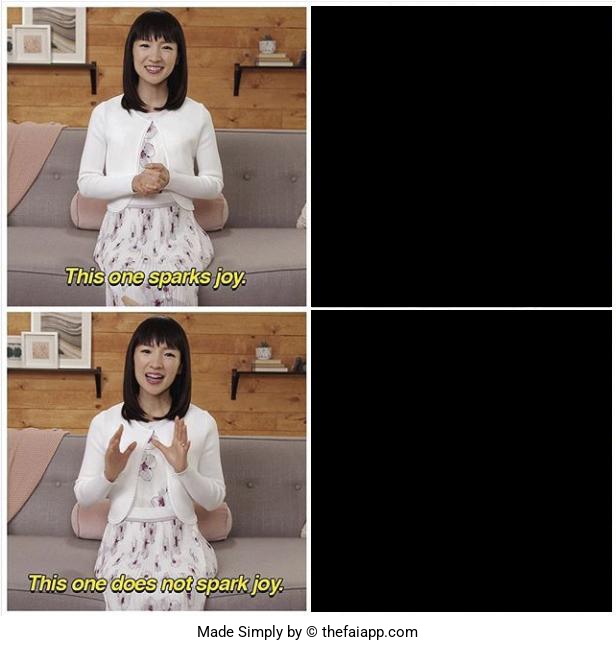 This one sparks joy.
This one does not spark joy.
Made Simply by © thefaiapp.com